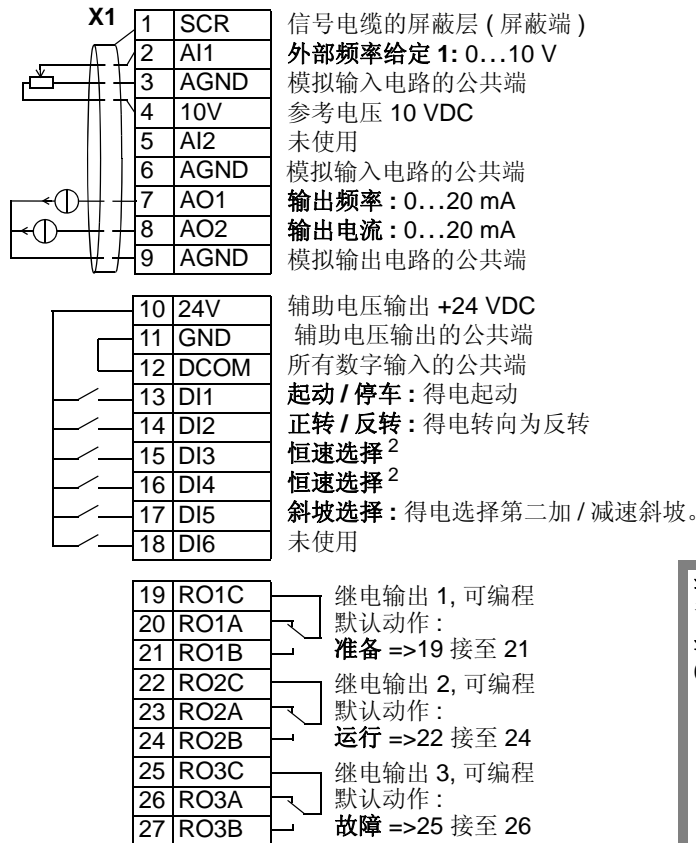 X1
1 SCR 信号电缆的屏蔽层 ( 屏蔽端 )
2 AI1 外部频率给定 1: 0…10 V
3 AGND 模拟输入电路的公共端
4 10V 参考电压 10 VDC
5 AI2 未使用
6 AGND 模拟输入电路的公共端
7 AO1 输出频率 : 0…20 mA
8 AO2 输出电流 : 0…20 mA
9 AGND 模拟输出电路的公共端
10 24V 辅助电压输出 +24 VDC
11 GND 辅助电压输出的公共端
12 DCOM 所有数字输入的公共端
13 DI1 起动 / 停车 : 得电起动
14 DI2 正转 / 反转 : 得电转向为反转
15 DI3 恒速选择 2
16 DI4 恒速选择 2
17 DI5 斜坡选择 : 得电选择第二加 / 减速斜坡。
18 DI6 未使用
19 RO1C 继电输出 1, 可编程
20 RO1A 默认动作 :
21 RO1B 准备 =>19 接至 21
22 RO2C 继电输出 2, 可编程
23 RO2A 默认动作 :
24 RO2B 运行 =>22 接至 24
25 RO3C 继电输出 3, 可编程
26 RO3A 默认动作 :
27 RO3B 故障 =>25 接至 26